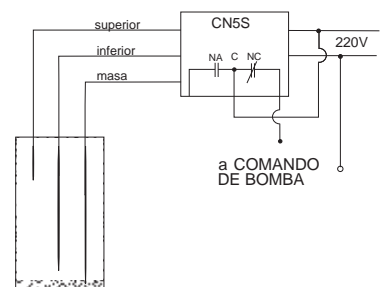 superior
CN5S
220V
inferior
NA C NC
masa
a COMANDO
DE BOMBA